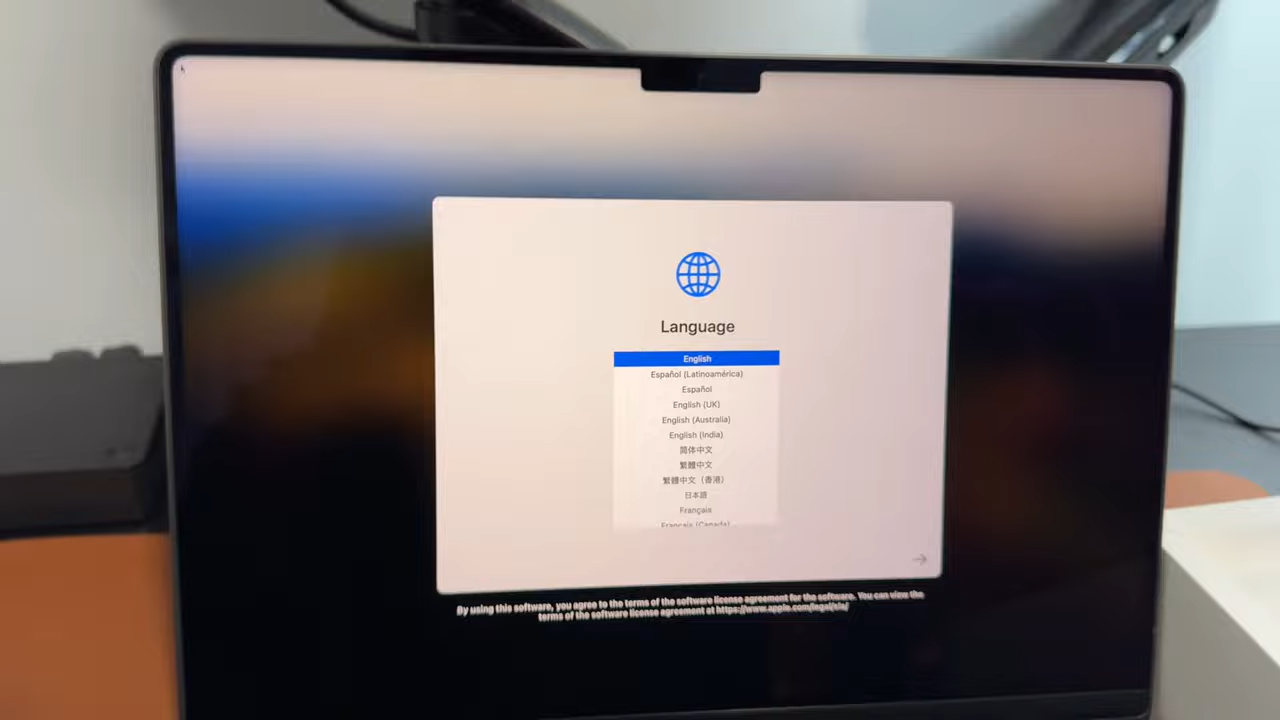 Language
English
Español (Latinoamérica)
Español
English (UK)
English (Australia)
English (India)
简体中文
繁體中文
繁體中文（香港）
日本語
Français
Français (Canada)
By using this software, you agree to the terms of the software license agreement for the software. You can view the
terms of the software license agreement at https://www.apple.com/legal/sla/